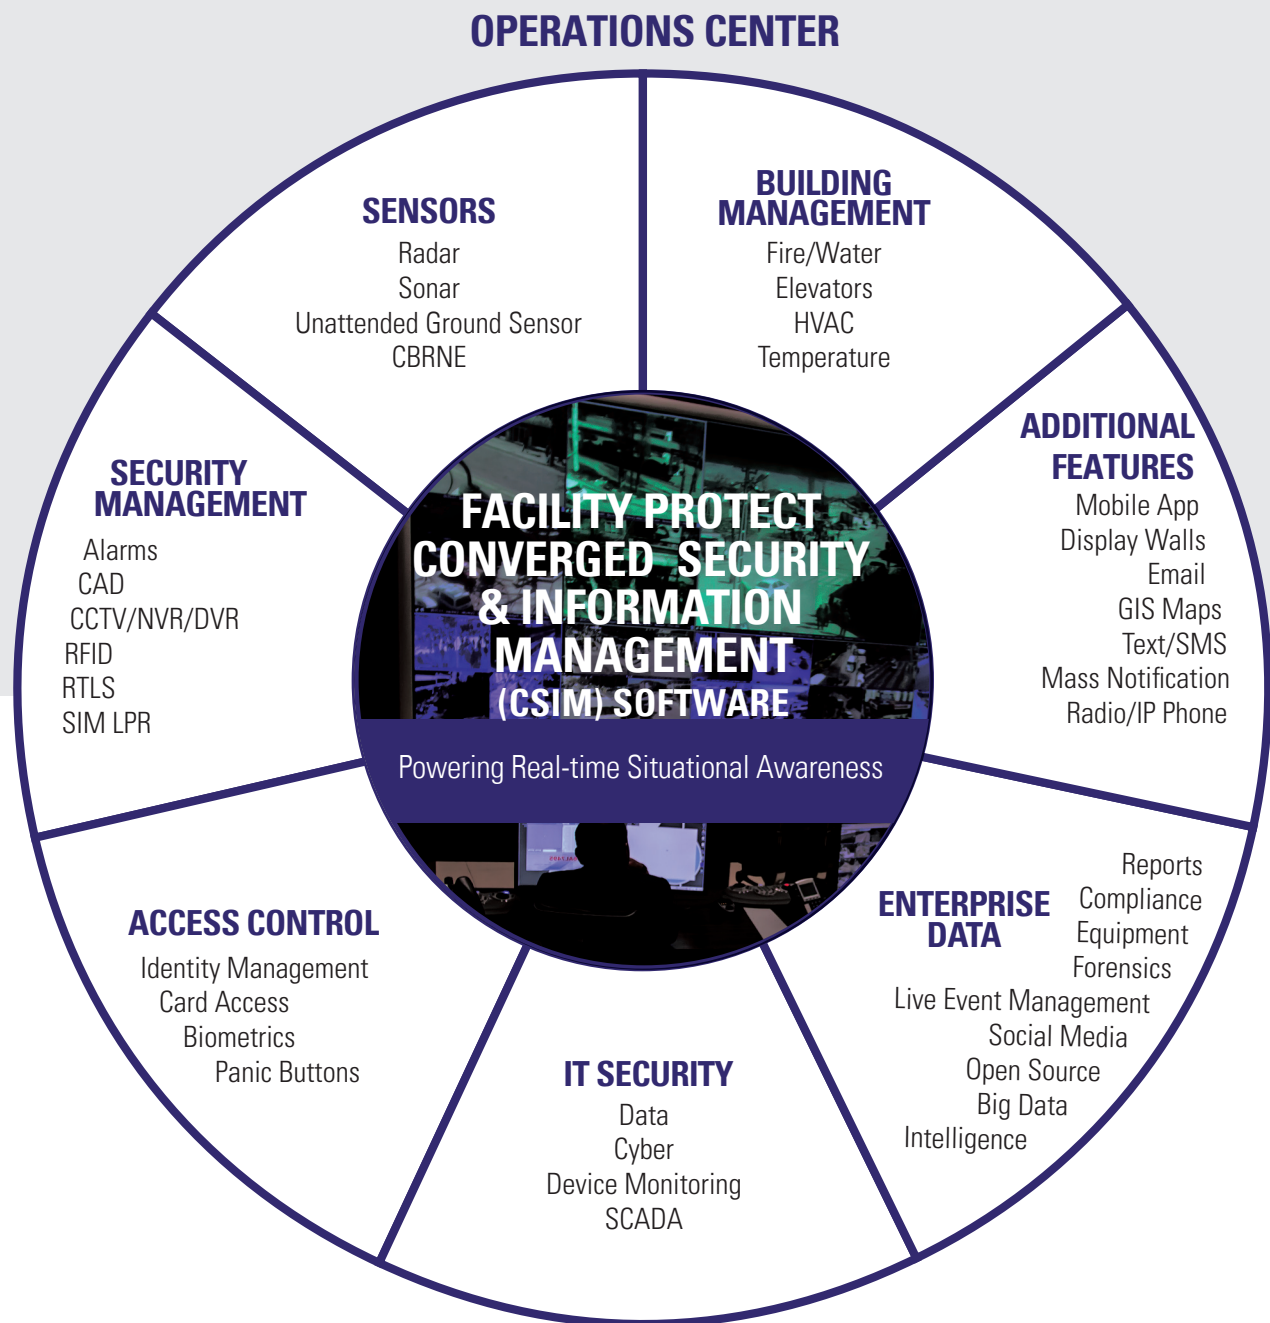 OPERATIONS CENTER
SENSORS
Radar
Sonar
Unattended Ground Sensor
CBRNE
BUILDING
MANAGEMENT
Fire/Water
Elevators
HVAC
Temperature
ADDITIONAL
FEATURES
Mobile App
Display Walls
Email
GIS Maps
Text/SMS
Mass Notification
Radio/IP Phone
ENTERPRISE
DATA
Reports
Compliance
Equipment
Forensics
Live Event Management
Social Media
Open Source
Big Data
Intelligence
IT SECURITY
Data
Cyber
Device Monitoring
SCADA
ACCESS CONTROL
Identity Management
Card Access
Biometrics
Panic Buttons
SECURITY
MANAGEMENT
Alarms
CAD
CCTV/NVR/DVR
RFID
RTLS
SIM LPR
FACILITY PROTECT
CONVERGED SECURITY
& INFORMATION
MANAGEMENT
(CSIM) SOFTWARE
Powering Real-time Situational Awareness